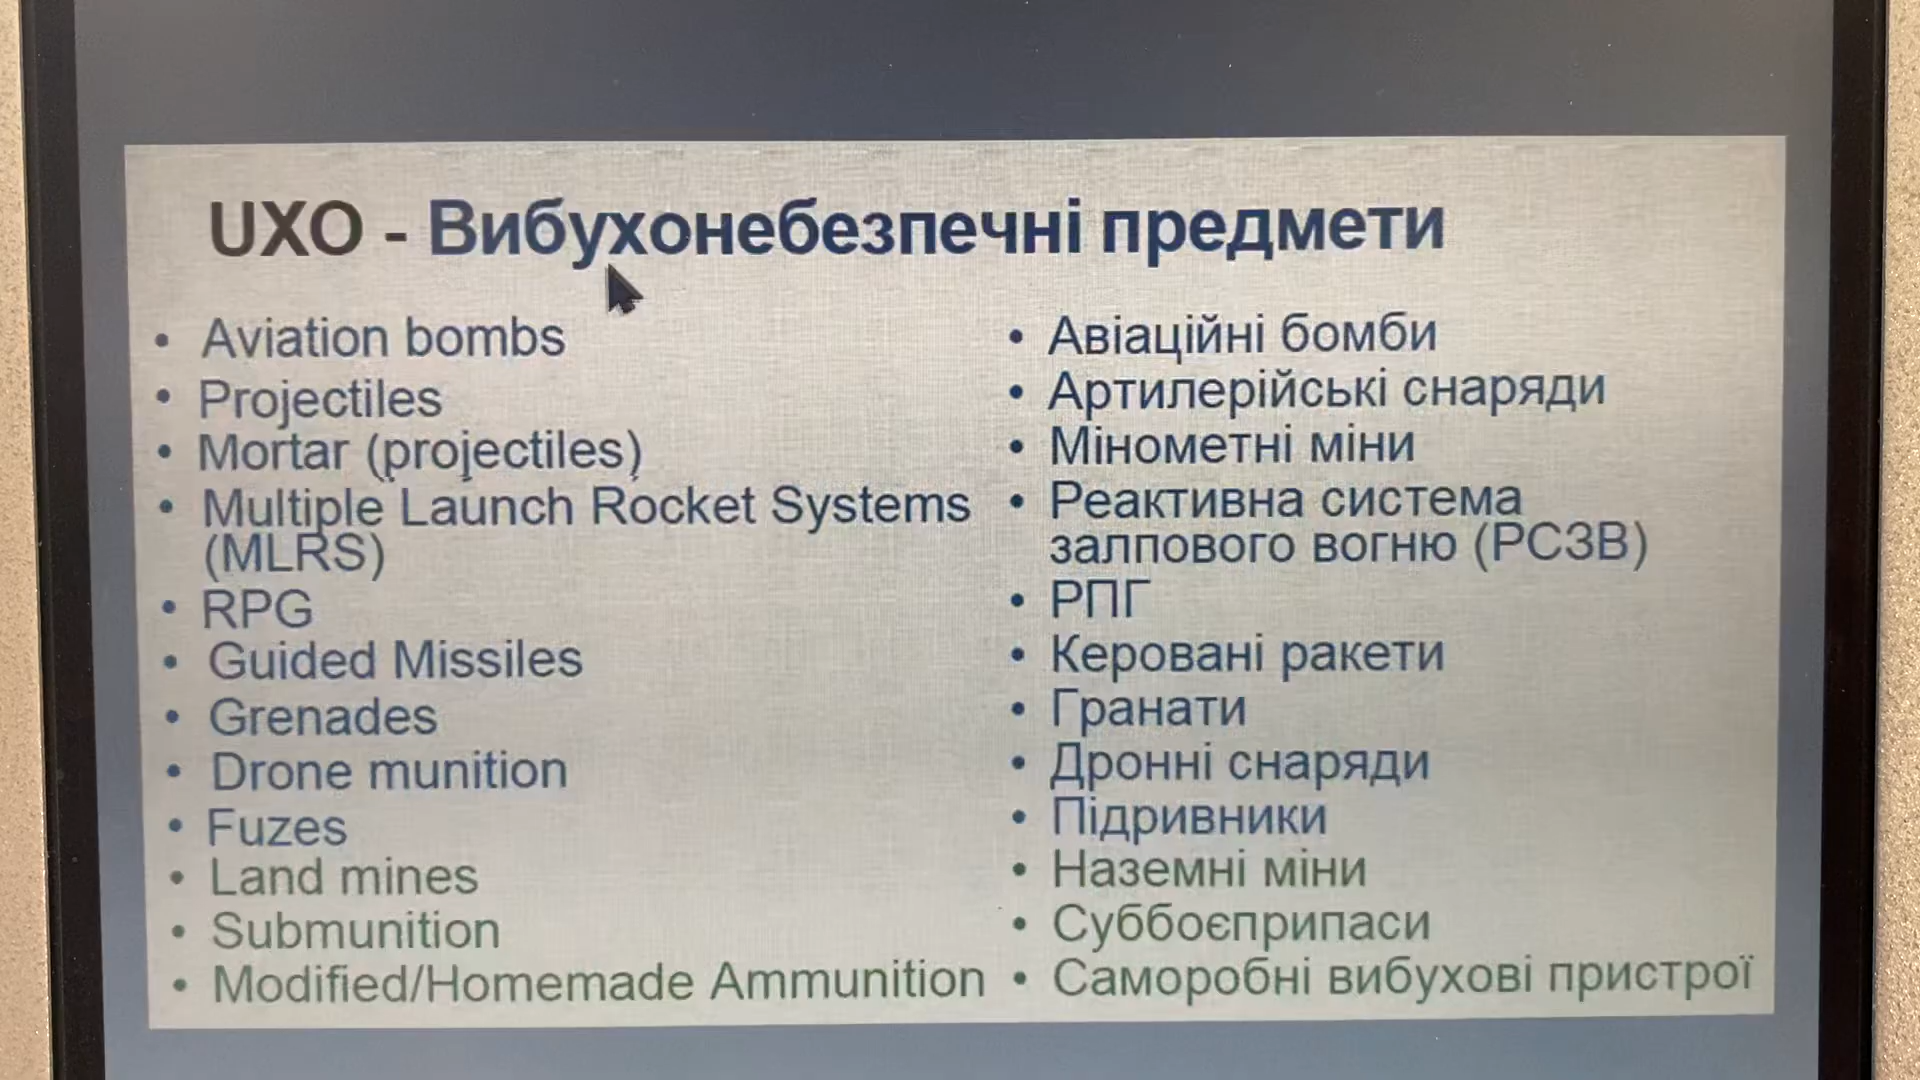 UXO - Вибухонебезпечні предмети
• Aviation bombs
• Projectiles
• Mortar (projectiles)
• Multiple Launch Rocket Systems
(MLRS)
• RPG
• Guided Missiles
• Grenades
• Drone munition
• Fuzes
• Land mines
• Submunition
• Modified/Homemade Ammunition
• Авіаційні бомби
• Артилерійські снаряди
• Мінометні міни
• Реактивна система
залпового вогню (РСЗВ)
• РПГ
• Керовані ракети
• Гранати
• Дронні снаряди
• Підривники
• Наземні міни
• Суббоєприпаси
• Саморобні вибухові пристрої